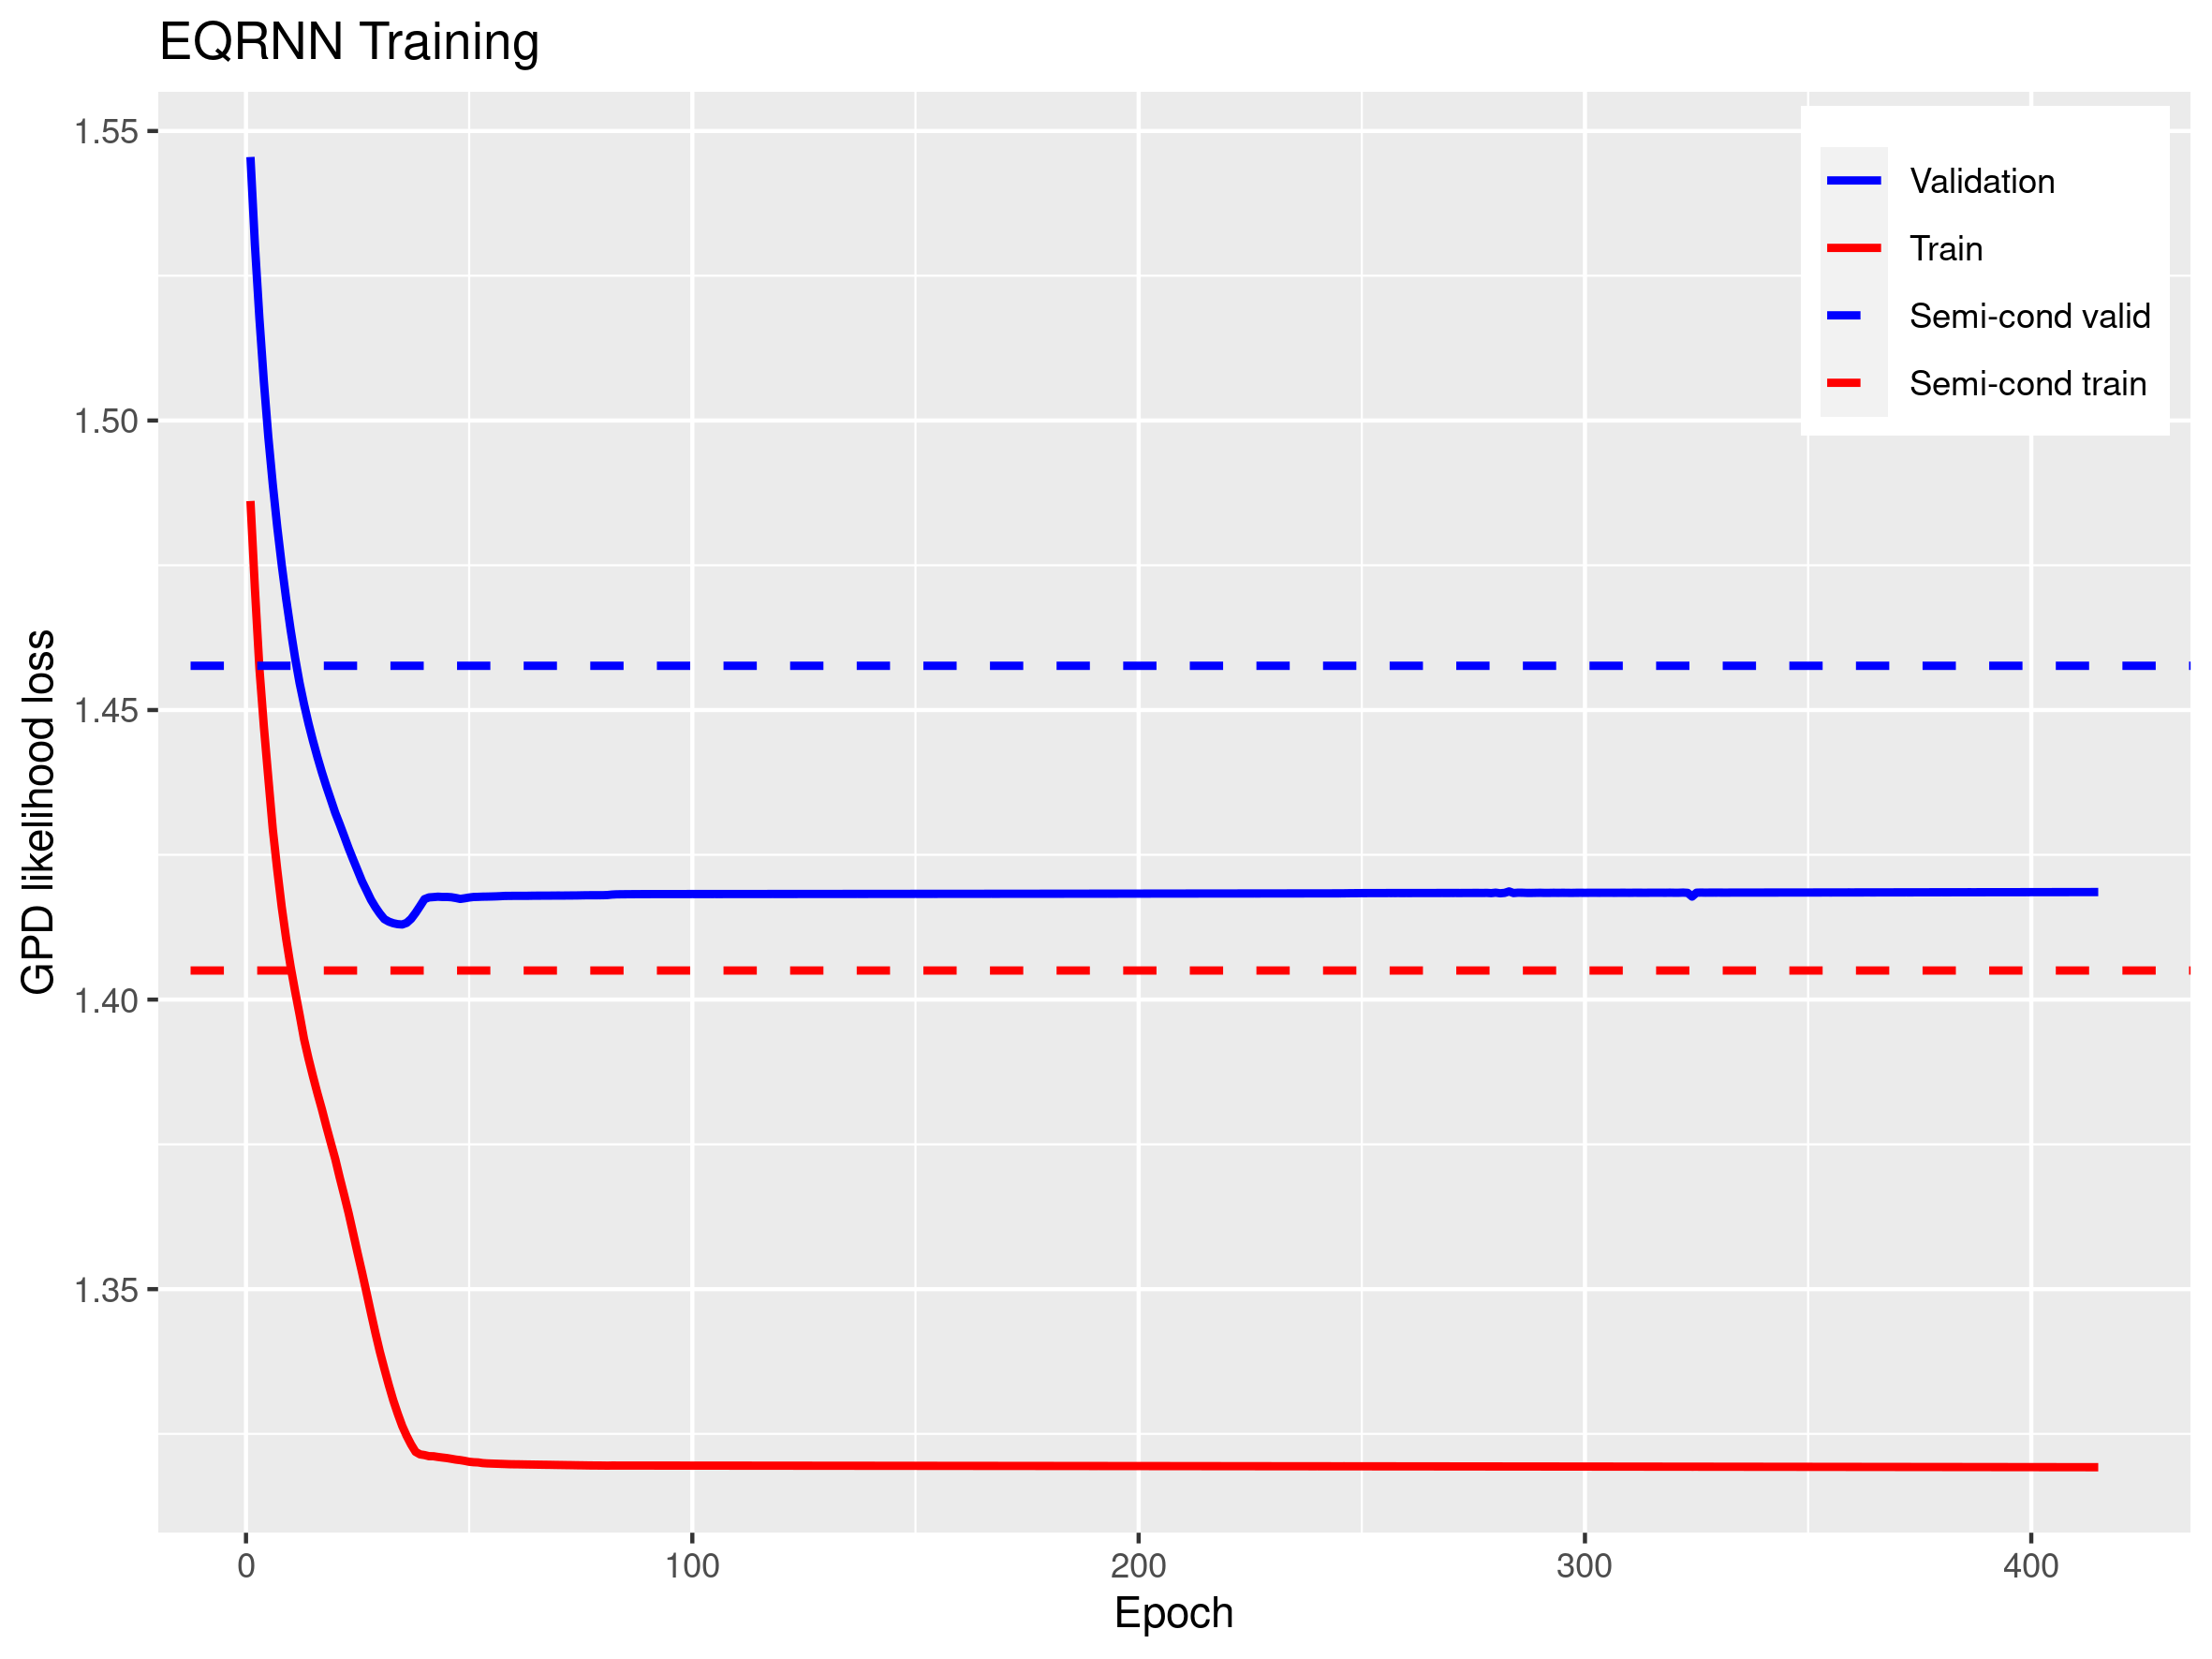 EQRNN Training
GPD likelihood loss
1.55
1.50
1.45
1.40
1.35
Validation
Train
Semi-cond valid
Semi-cond train
0 100 200 300 400
Epoch